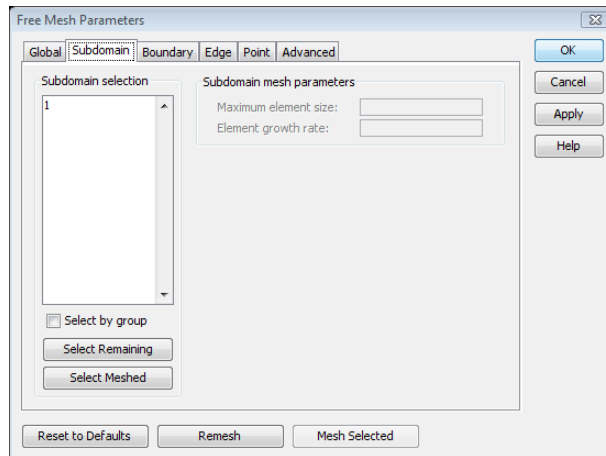 Free Mesh Parameters
Global Subdomain Boundary Edge Point Advanced
Subdomain selection
1
Select by group
Select Remaining
Select Meshed
Subdomain mesh parameters
Maximum element size:
Element growth rate:
OK
Cancel
Apply
Help
Reset to Defaults Remesh Mesh Selected